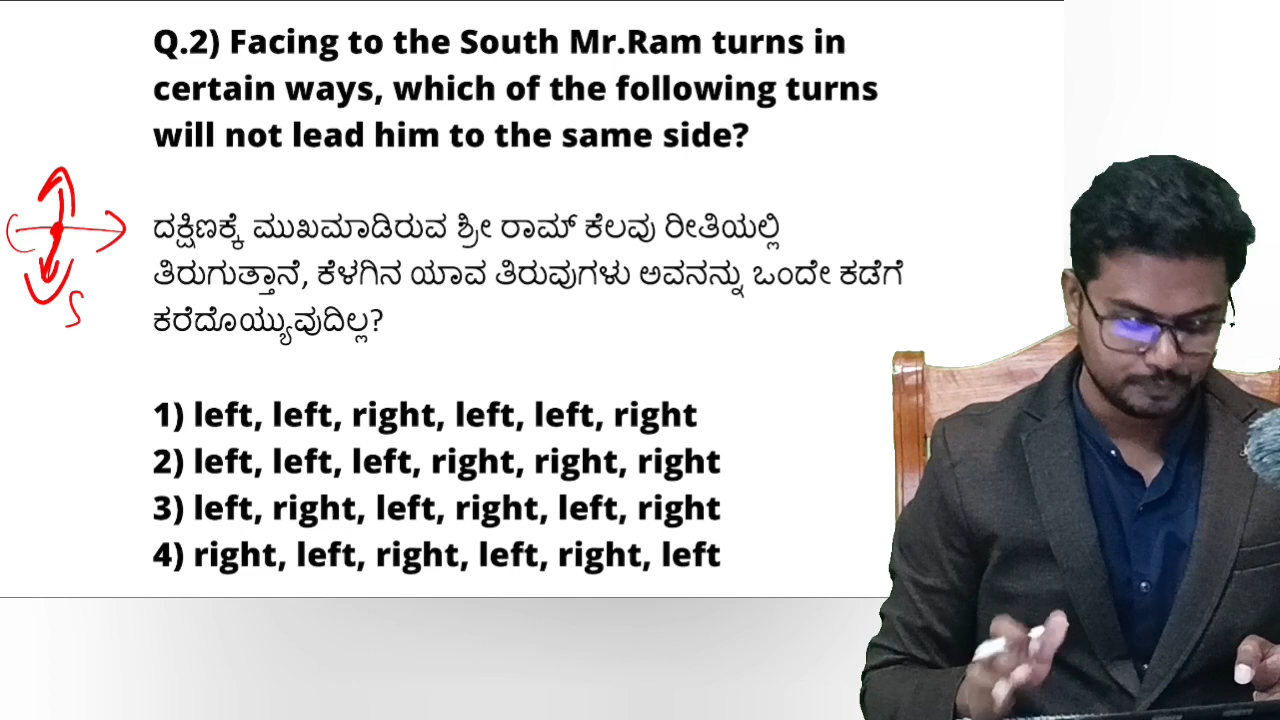 Q.2) Facing to the South Mr.Ram turns in
certain ways, which of the following turns
will not lead him to the same side?
ದಕ್ಷಿಣಕ್ಕೆ ಮುಖಮಾಡಿರುವ ಶ್ರೀ ರಾಮ್ ಕೆಲವು ರೀತಿಯಲ್ಲಿ
ತಿರುಗುತ್ತಾನೆ, ಕೆಳಗಿನ ಯಾವ ತಿರುವುಗಳು ಅವನನ್ನು ಒಂದೇ ಕಡೆಗೆ
ಕರೆದೊಯ್ಯುವುದಿಲ್ಲ?
S
1) left, left, right, left, left, right
2) left, left, left, right, right, right
3) left, right, left, right, left, right
4) right, left, right, left, right, left